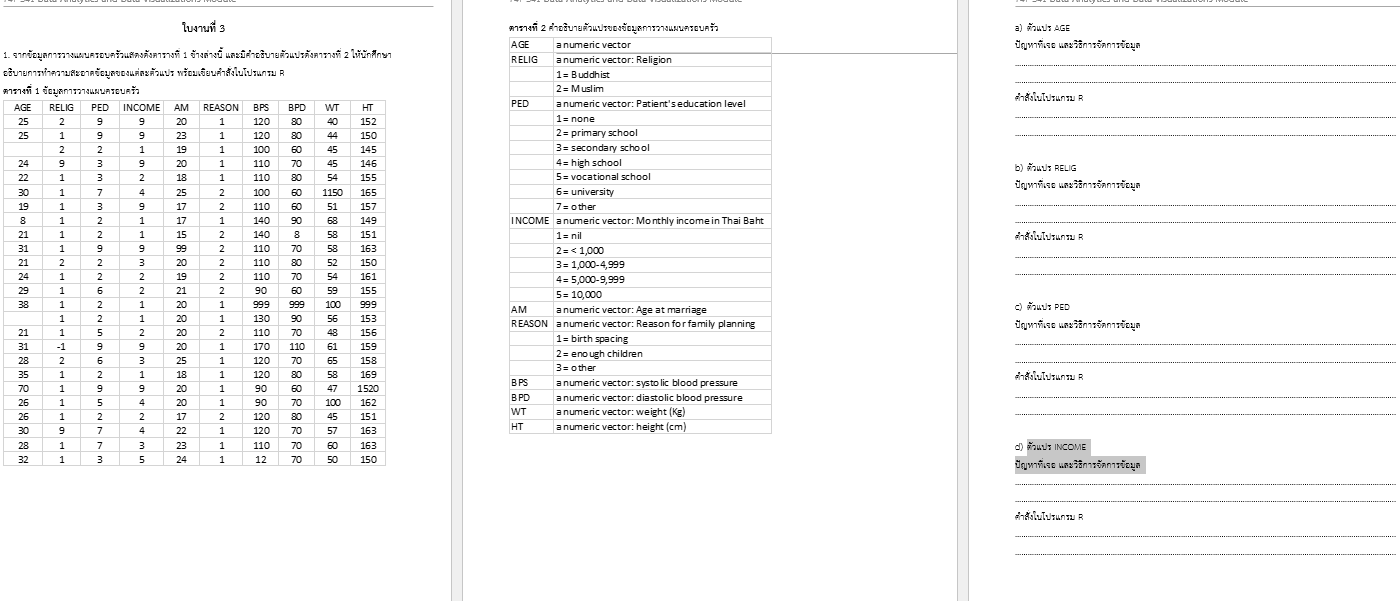 ใบงานที่ 3
1. จากข้อมูลการวางแผนครอบครัวแสดงดังตารางที่ 1 ข้างล่างนี้ และมีคำอธิบายตัวแปรดังตารางที่ 2 ให้นักศึกษา
อธิบายการทำความสะอาดข้อมูลของแต่ละตัวแปร พร้อมเขียนคำสั่งในโปรแกรม R
ตารางที่ 1 ข้อมูลการวางแผนครอบครัว
AGE RELIG PED INCOME AM REASON BPS BPD WT HT
25 2 9 9 20 1 120 80 40 152
25 1 9 9 23 1 120 80 44 150
2 2 1 19 1 100 60 45 145
24 9 3 9 20 1 110 70 45 146
22 1 3 2 18 1 110 80 54 155
30 1 7 4 25 2 100 60 1150 165
19 1 3 9 17 2 110 60 51 157
8 1 2 1 17 1 140 90 68 149
21 1 2 1 15 2 140 8 58 151
31 1 9 9 99 2 110 70 58 163
21 2 2 3 20 2 110 80 52 150
24 1 2 2 19 2 110 70 54 161
29 1 6 2 21 2 90 60 59 155
38 1 2 1 20 1 999 999 100 999
1 2 1 20 1 130 90 56 153
21 1 5 2 20 2 110 70 48 156
31 -1 9 9 20 1 170 110 61 159
28 2 6 3 25 1 120 70 65 158
35 1 2 1 18 1 120 80 58 169
70 1 9 9 20 1 90 60 47 1520
26 1 5 4 20 1 90 70 100 162
26 1 2 2 17 2 120 80 45 151
30 9 7 4 22 1 120 70 57 163
28 1 7 3 23 1 110 70 60 163
32 1 3 5 24 1 12 70 50 150
ตารางที่ 2 คำอธิบายตัวแปรของข้อมูลการวางแผนครอบครัว
AGE a numeric vector
RELIG a numeric vector: Religion
1= Buddhist
2= Muslim
PED a numeric vector: Patient's education level
1= none
2= primary school
3= secondary school
4= high school
5= vocational school
6= university
7= other
INCOME a numeric vector: Monthly income in Thai Baht
1= nil
2= < 1,000
3= 1,000-4,999
4= 5,000-9,999
5= 10,000
AM a numeric vector: Age at marriage
REASON a numeric vector: Reason for family planning
1= birth spacing
2= enough children
3= other
BPS a numeric vector: systolic blood pressure
BPD a numeric vector: diastolic blood pressure
WT a numeric vector: weight (Kg)
HT a numeric vector: height (cm)
a) ตัวแปร AGE
ปัญหาที่เจอ และวิธีการจัดการข้อมูล
คำสั่งในโปรแกรม R
b) ตัวแปร RELIG
ปัญหาที่เจอ และวิธีการจัดการข้อมูล
คำสั่งในโปรแกรม R
c) ตัวแปร PED
ปัญหาที่เจอ และวิธีการจัดการข้อมูล
คำสั่งในโปรแกรม R
d) ตัวแปร INCOME
ปัญหาที่เจอ และวิธีการจัดการข้อมูล
คำสั่งในโปรแกรม R